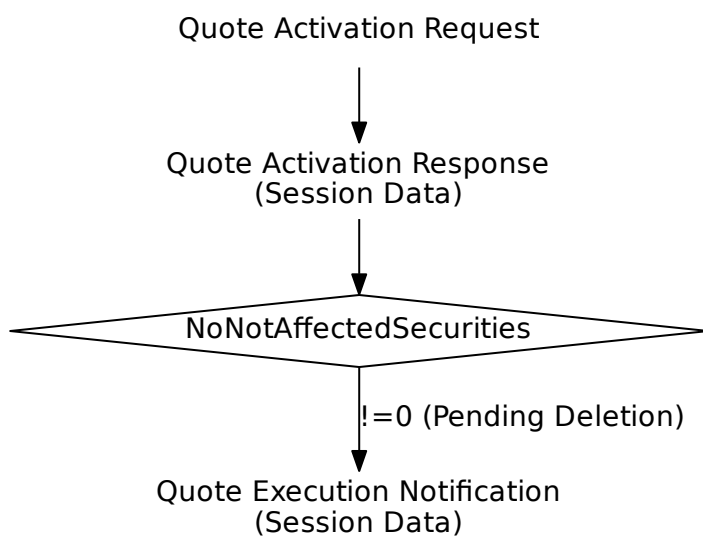 Quote Activation Request
Quote Activation Response
(Session Data)
NoNotAffectedSecurities
!=0 (Pending Deletion)
Quote Execution Notification
(Session Data)